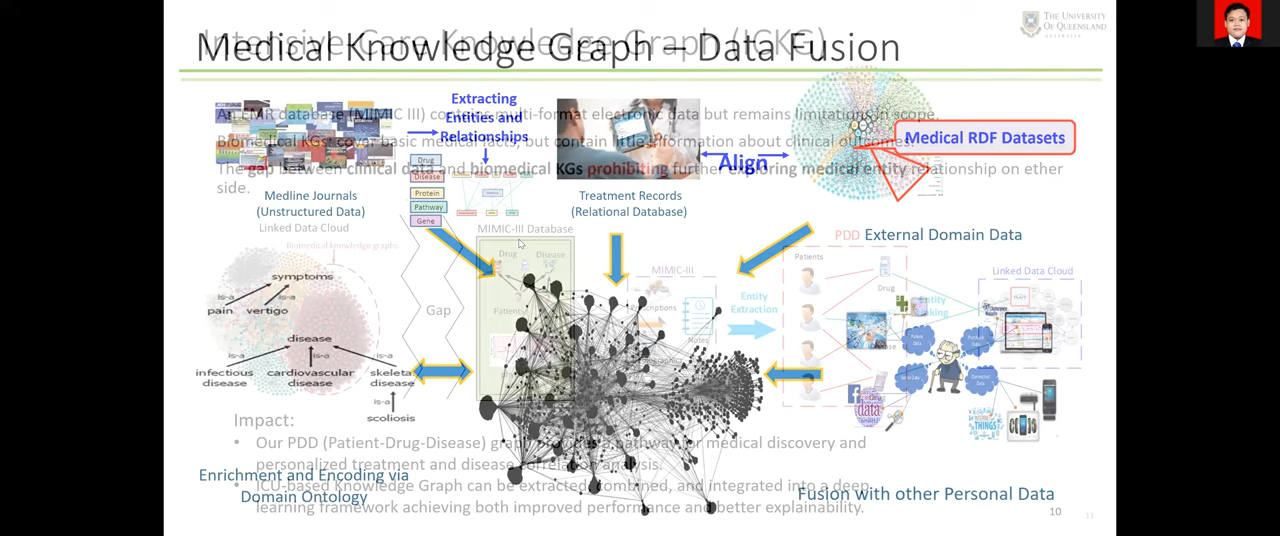 Medical Knowledge Graph – Data Fusion
Intensive Care Knowledge Graph (ICKG)
THE UNIVERSITY
OF QUEENSLAND
AUSTRALIA
An EMR database (MIMIC III) contains multi-format electronic data but remains limitations in scope.
Biomedical KGs: cover basic medical facts, but contain little information about clinical outcomes.
The gap between clinical data and biomedical KGs prohibiting further exploring medical entity relationship on either
side.
Extracting
Entities and
Relationships
Align
Medical RDF Datasets
Drug
Disease
Protein
Pathway
Gene
Medline Journals
(Unstructured Data)
Treatment Records
(Relational Database)
Linked Data Cloud
Biomedical knowledge graphs
MIMIC-III Database
Drug
Disease
Patients
PDD
External Domain Data
MIMIC-III
Notes
Entity
Extraction
Patients
Drug
Entity
Linked Data Cloud
Gap
symptoms
is-a
is-a
pain
vertigo
disease
is-a
is-a
is-a
infectious
disease
cardiovascular
disease
skeletal
disease
is-a
scoliosis
data
THINGS
Impact:
• Our PDD (Patient-Drug-Disease) graph provides a pathway for medical discovery and
personalized treatment and disease correlation analysis.
• ICU-based Knowledge Graph can be extracted, combined, and integrated into a deep
learning framework achieving both improved performance and better explainability.
Enrichment and Encoding via
Domain Ontology
Fusion with other Personal Data
10
11